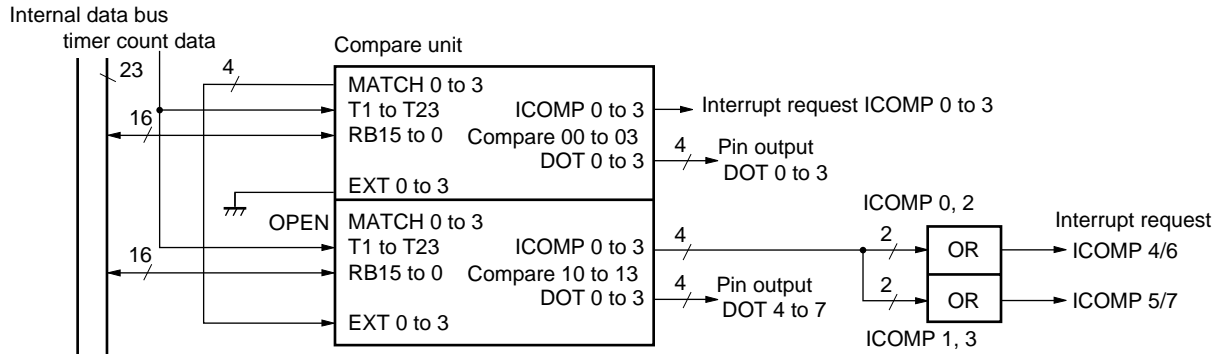 Internal data bus
timer count data
23
16
16
4
Compare unit
MATCH 0 to 3
T1 to T23
RB15 to 0
EXT 0 to 3
ICOMP 0 to 3
Compare 00 to 03
DOT 0 to 3
Interrupt request ICOMP 0 to 3
4
Pin output
DOT 0 to 3
OPEN
MATCH 0 to 3
T1 to T23
RB15 to 0
EXT 0 to 3
ICOMP 0 to 3
Compare 10 to 13
DOT 0 to 3
4
4
Pin output
DOT 4 to 7
ICOMP 0, 2
2
OR
Interrupt request
ICOMP 4/6
2
OR
ICOMP 5/7
ICOMP 1, 3